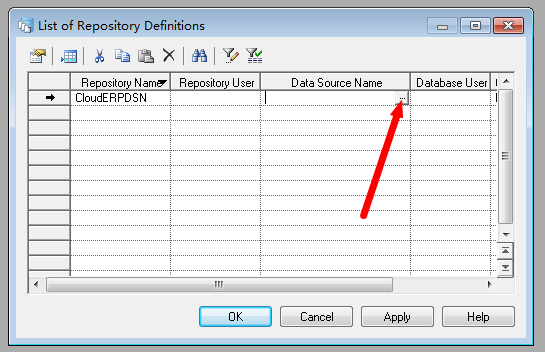 List of Repository Definitions
Repository Name Repository User Data Source Name Database User
CloudERPDSN ...
OK Cancel Apply Help